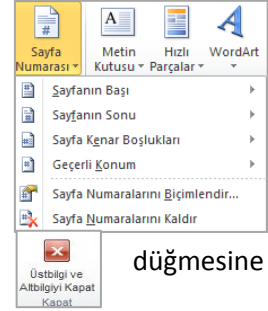 Sayfa Numarası
Metin Kutusu
Hızlı Parçalar
WordArt
Sayfanın Başı
Sayfanın Sonu
Sayfa Kenar Boşlukları
Geçerli Konum
Sayfa Numaralarını Biçimlendir...
Sayfa Numaralarını Kaldır
Üstbilgi ve
Altbilgiyi Kapat
Kapat
düğmesine